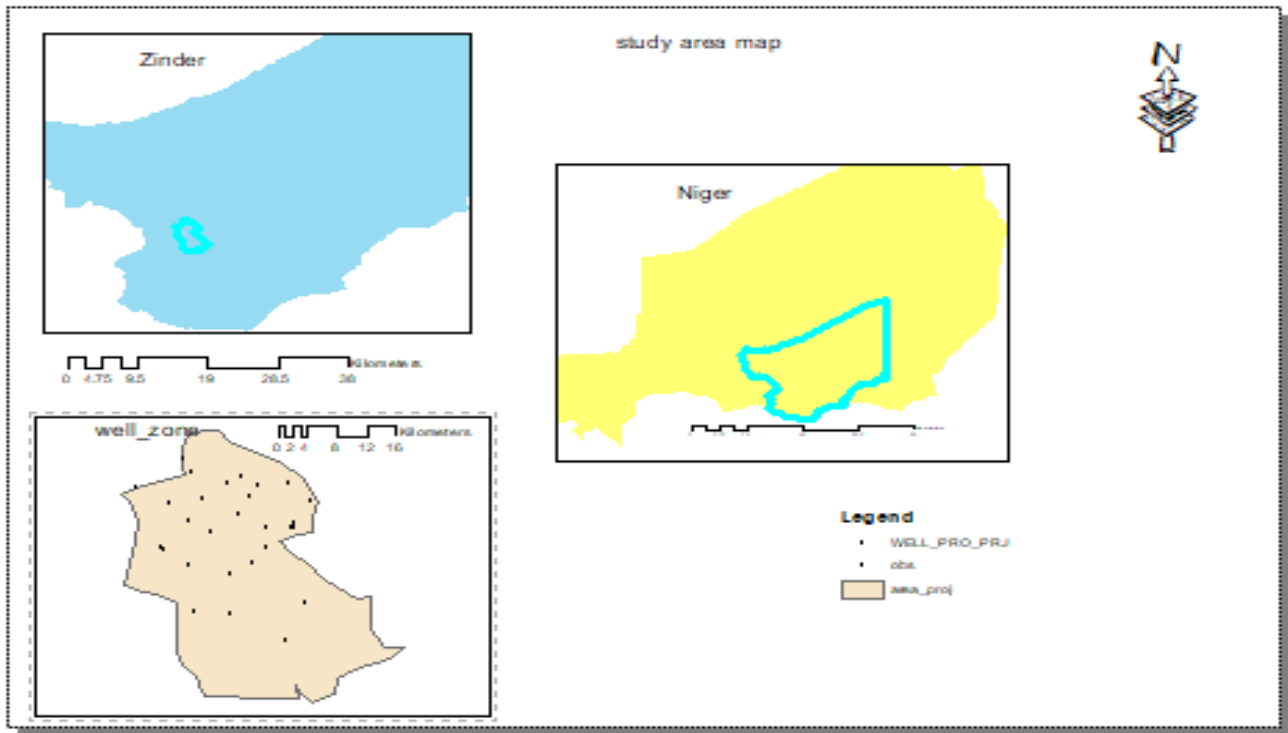 study area map
N
Zinder
Niger
Kilometers
0 4.75 9.5 19 28.5 38
well_zone
Kilometers
0 2 4 8 12 16
Legend
WELL_PRO_PRJ
obs
area_proj